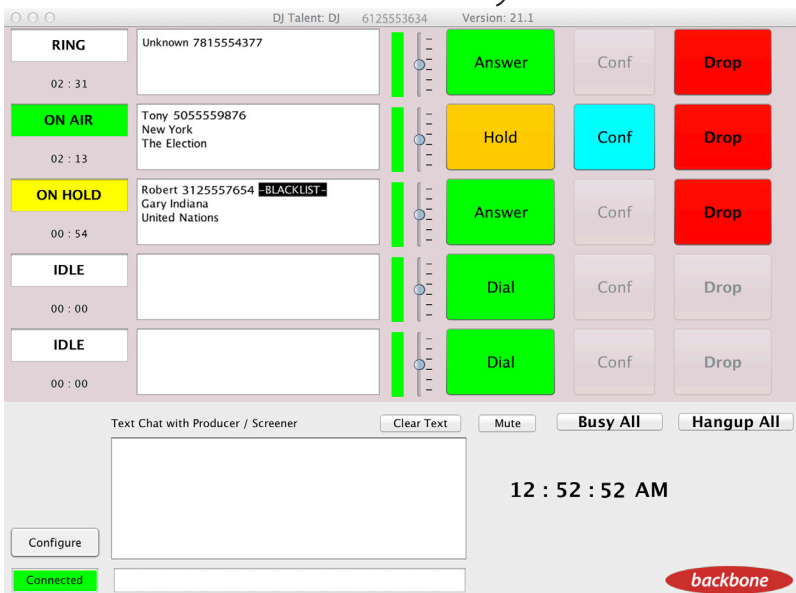 DJ Talent: DJ 6125553634 Version: 21.1
RING
02 : 31
Unknown 7815554377
Answer Conf Drop
ON AIR
02 : 13
Tony 5055559876
New York
The Election
Hold Conf Drop
ON HOLD
00 : 54
Robert 3125557654 -BLACKLIST-
Gary Indiana
United Nations
Answer Conf Drop
IDLE
00 : 00
Dial Conf Drop
IDLE
00 : 00
Dial Conf Drop
Text Chat with Producer / Screener Clear Text Mute Busy All Hangup All
12 : 52 : 52 AM
Configure
Connected
backbone